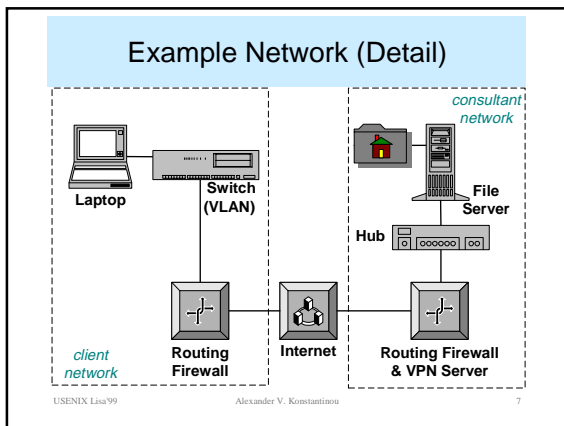 Example Network (Detail)
consultant
network
Laptop
Switch
(VLAN)
File
Server
Hub
client
network
Routing
Firewall
Internet
Routing Firewall
& VPN Server
USENIX Lisa'99
Alexander V. Konstantinou
7